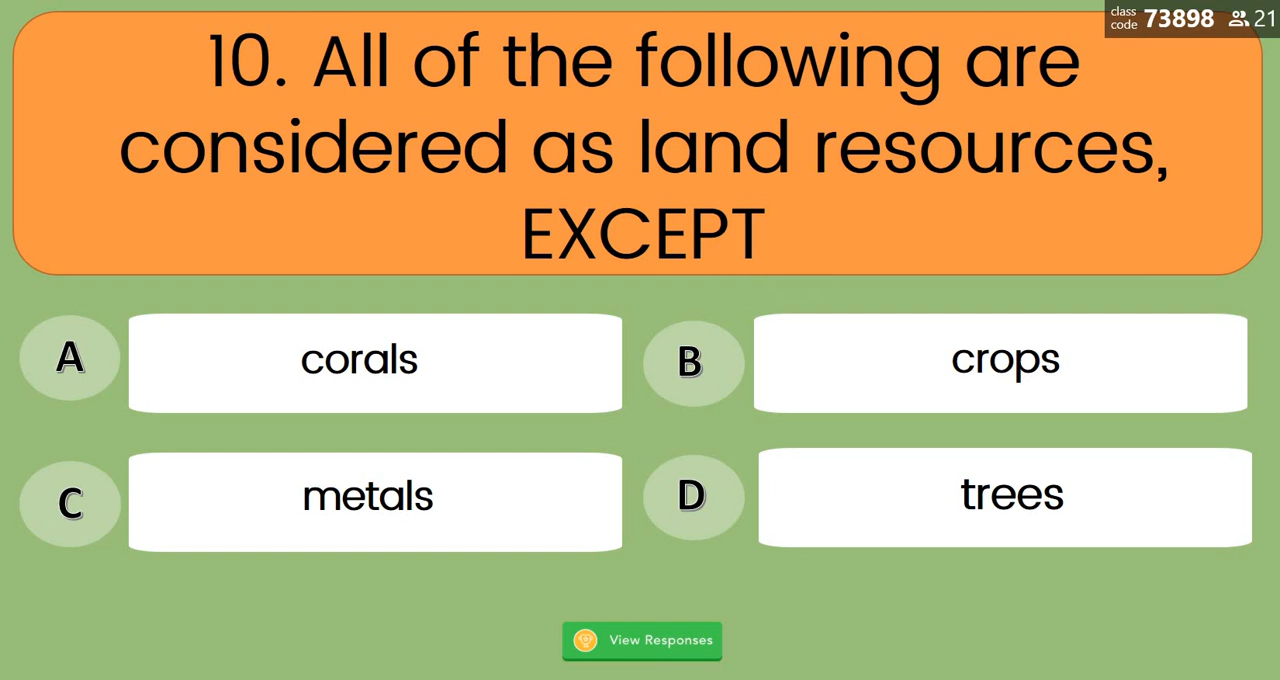 class
code 73898 21
10. All of the following are
considered as land resources,
EXCEPT
A corals
B crops
C metals
D trees
View Responses